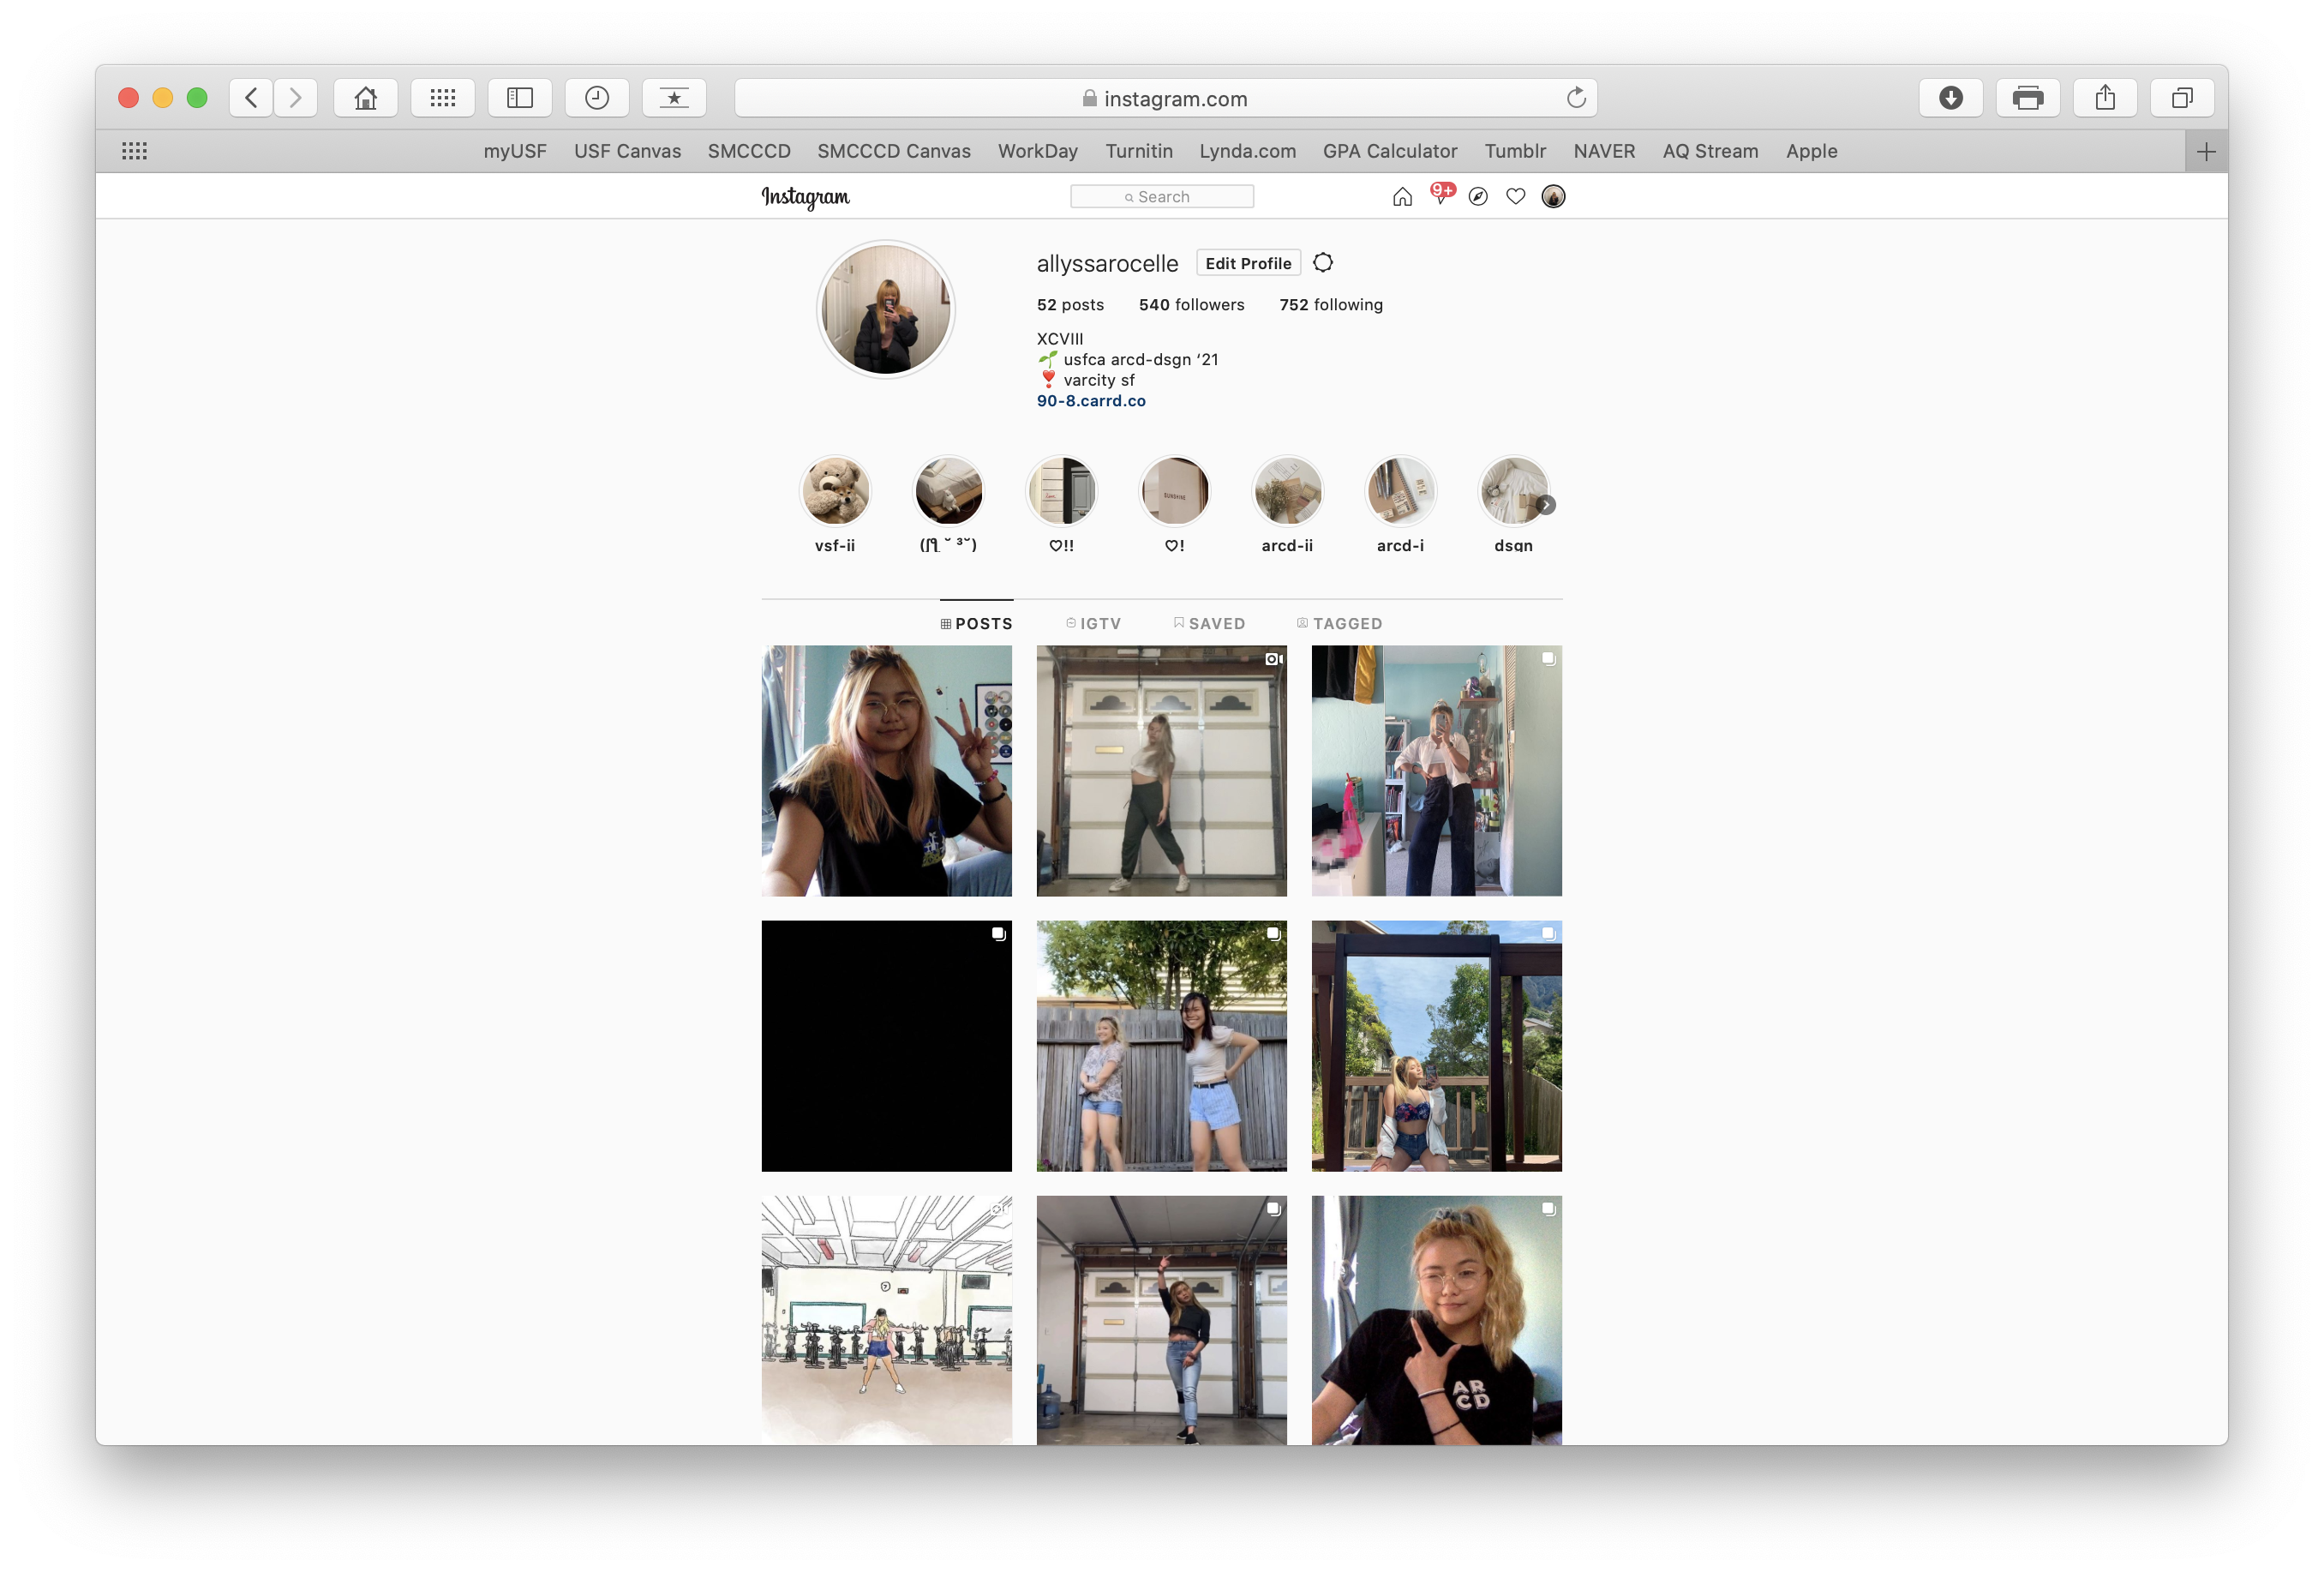 instagram.com
myUSF USF Canvas SMCCCD SMCCCD Canvas WorkDay Turnitin Lynda.com GPA Calculator Tumblr NAVER AQ Stream Apple
Instagram Search 9+
allyssarocelle Edit Profile
52 posts 540 followers 752 following
XCVIII
🌱 usfca arcd-dsgn ‘21
❣️ varcity sf
90-8.carrd.co
SUNSHINE
vsf-ii ♡!! ♡! arcd-ii arcd-i dsgn
POSTS IGTV SAVED TAGGED
AR
CD